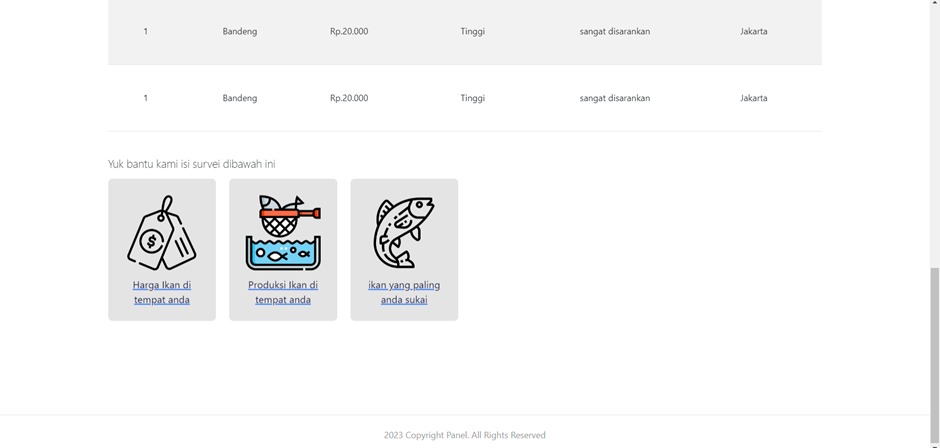 1 Bandeng Rp.20.000 Tinggi sangat disarankan Jakarta
1 Bandeng Rp.20.000 Tinggi sangat disarankan Jakarta
Yuk bantu kami isi survei dibawah ini
$
Harga Ikan di
tempat anda
Produksi Ikan di
tempat anda
ikan yang paling
anda sukai
2023 Copyright Panel. All Rights Reserved